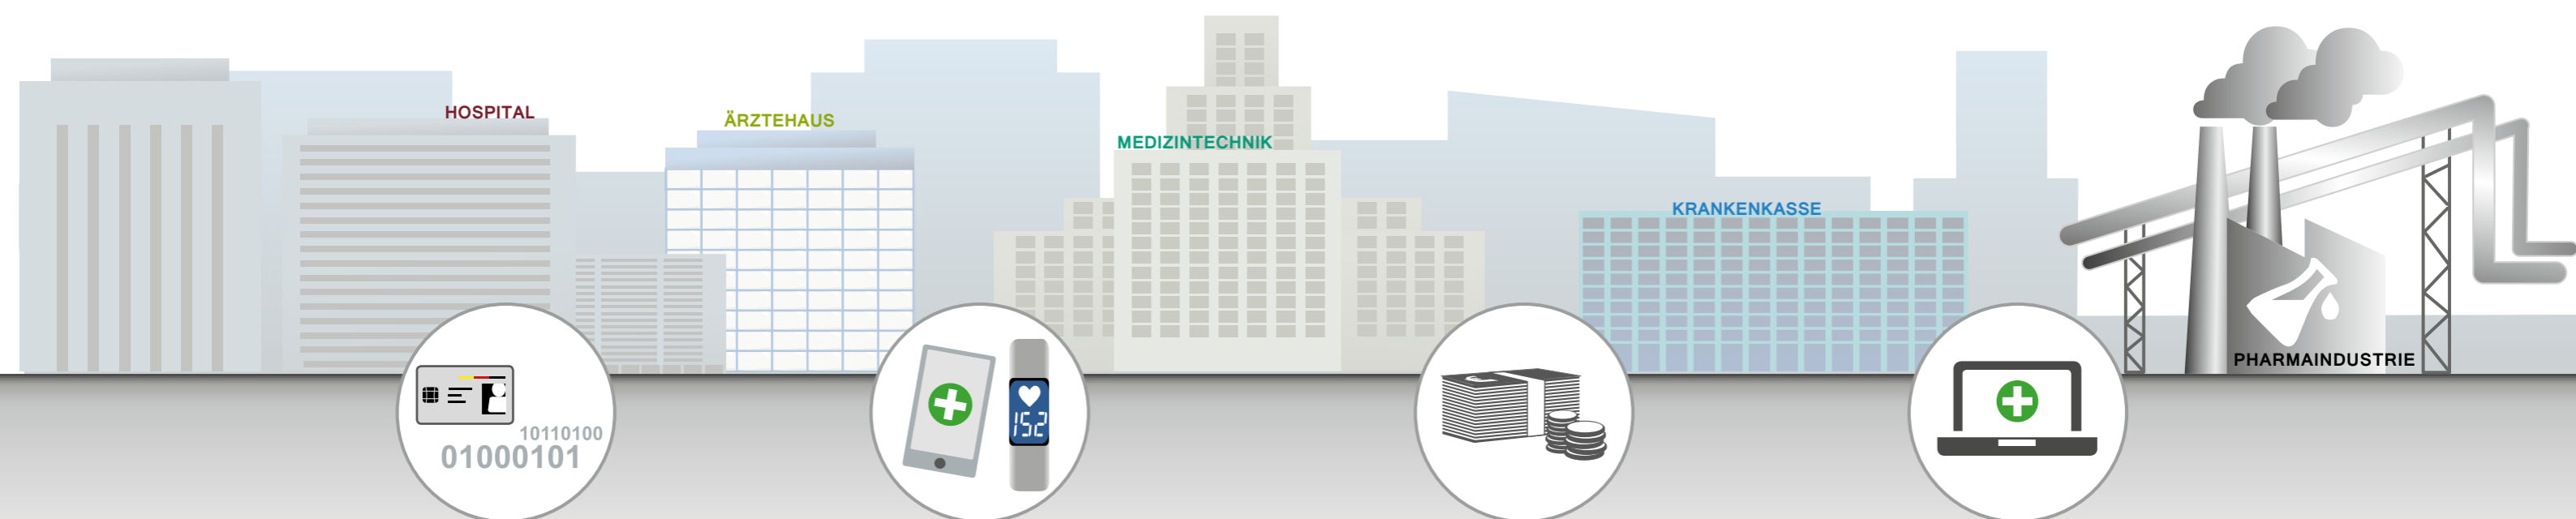 HOSPITAL
ÄRZTEHAUS
MEDIZINTECHNIK
KRANKENKASSE
PHARMAINDUSTRIE
10110100
01000101
152